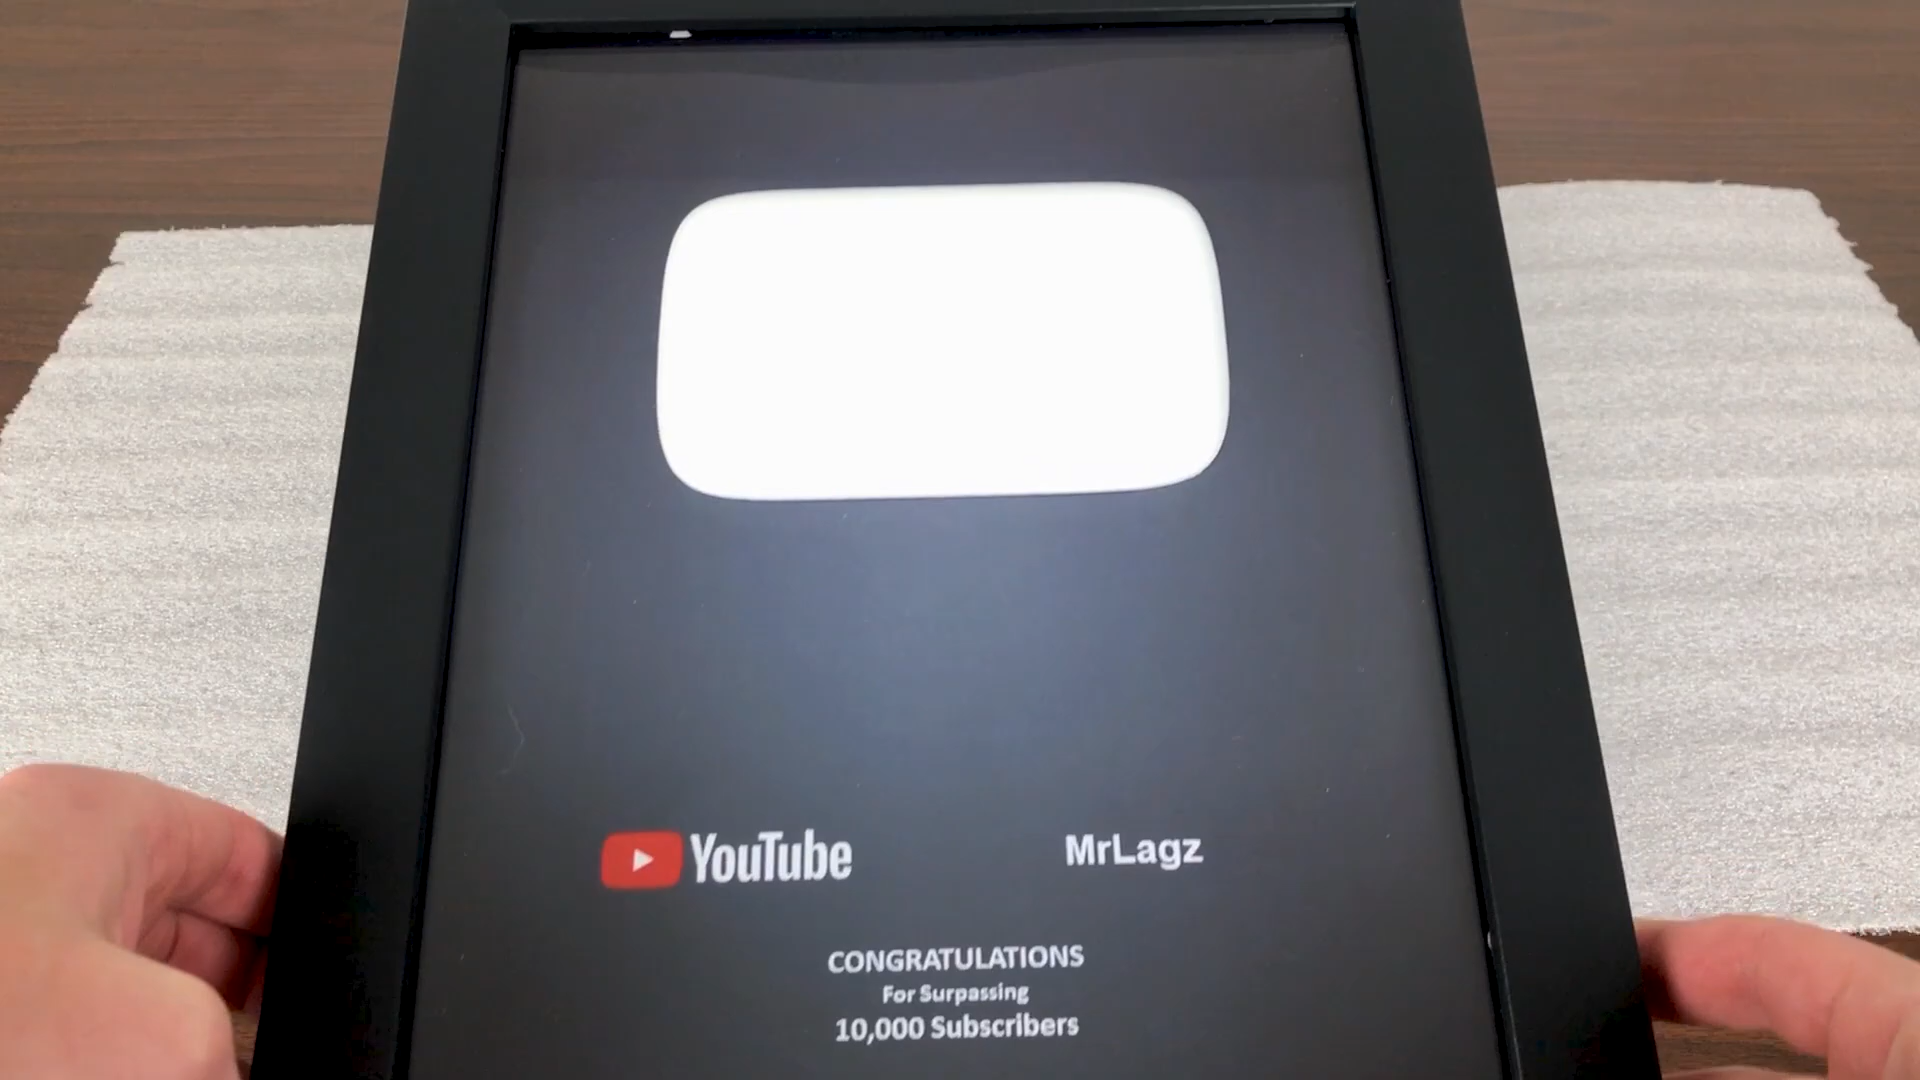 YouTube
MrLagz
CONGRATULATIONS
For Surpassing
10,000 Subscribers